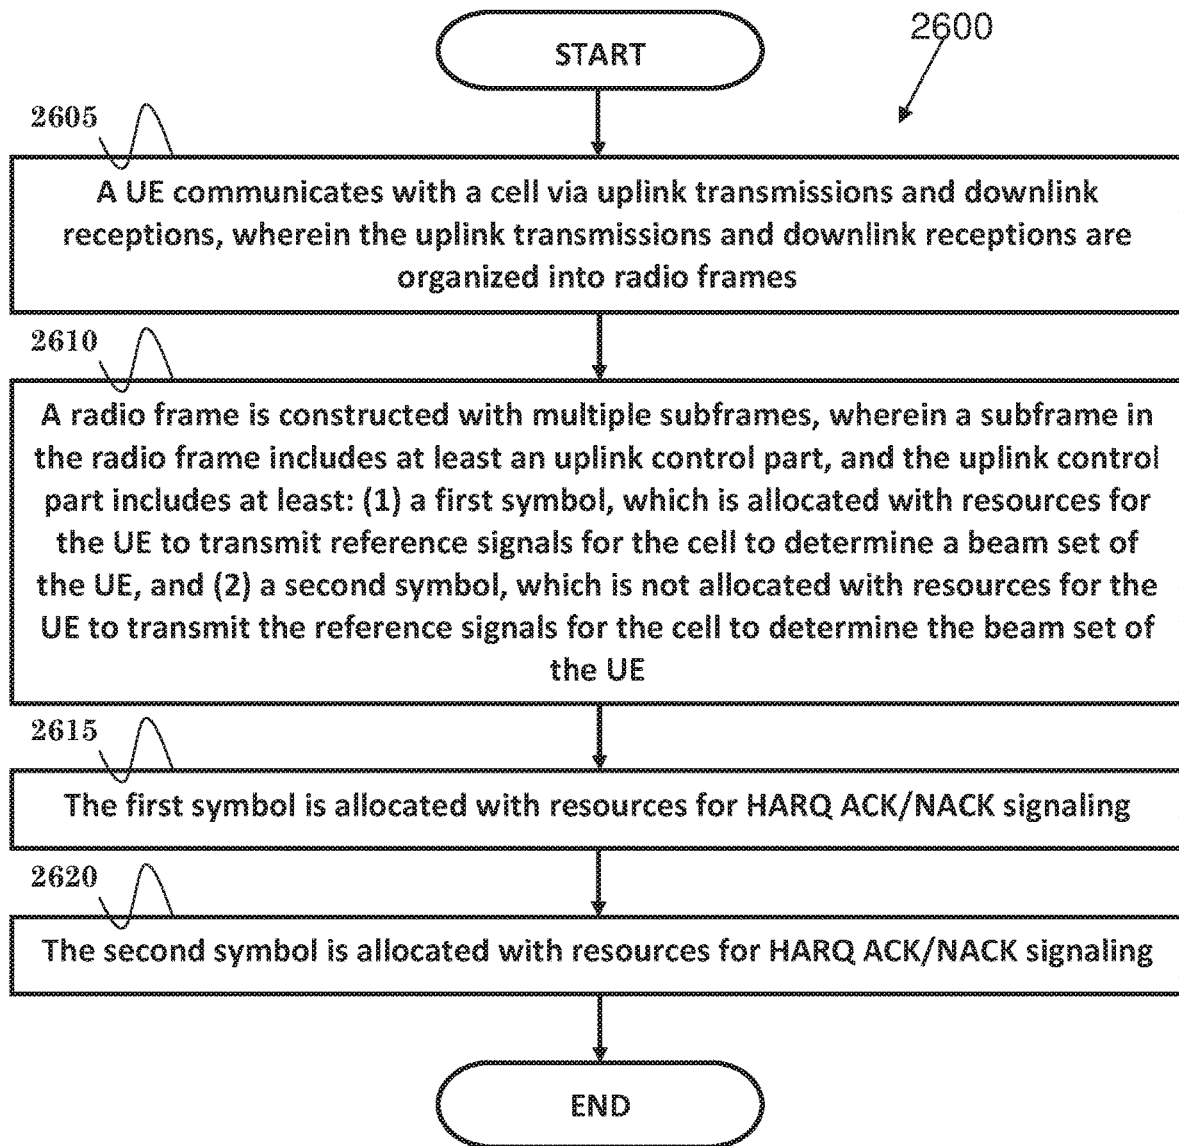 START
2600
2605
A UE communicates with a cell via uplink transmissions and downlink
receptions, wherein the uplink transmissions and downlink receptions are
organized into radio frames
2610
A radio frame is constructed with multiple subframes, wherein a subframe in
the radio frame includes at least an uplink control part, and the uplink control
part includes at least: (1) a first symbol, which is allocated with resources for
the UE to transmit reference signals for the cell to determine a beam set of
the UE, and (2) a second symbol, which is not allocated with resources for the
UE to transmit the reference signals for the cell to determine the beam set of
the UE
2615
The first symbol is allocated with resources for HARQ ACK/NACK signaling
2620
The second symbol is allocated with resources for HARQ ACK/NACK signaling
END